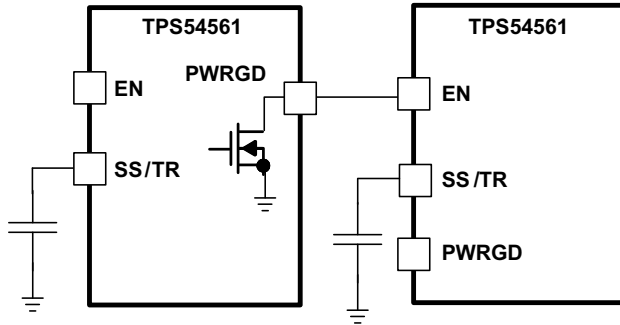 TPS54561
PWRGD
EN
SS/TR
TPS54561
EN
SS/TR
PWRGD